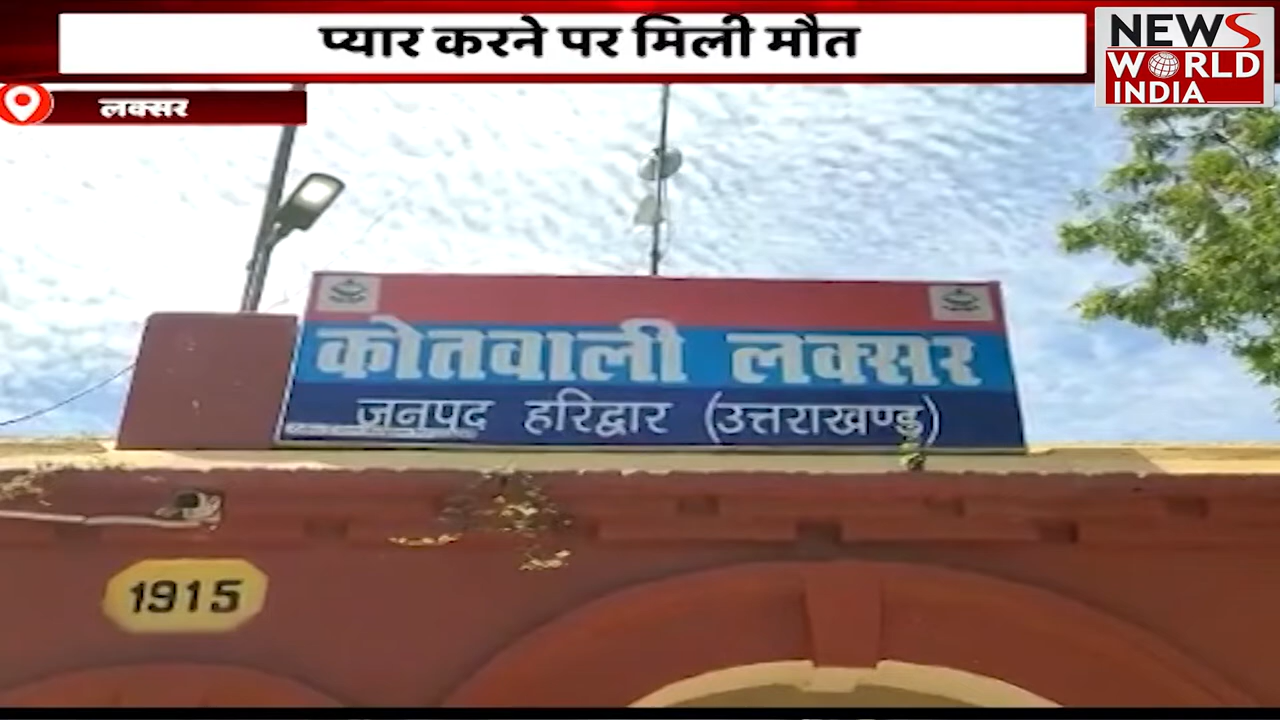 प्यार करने पर मिली मौत
NEWS
WORLD
INDIA
लक्सर
कोतवाली लक्सर
जनपद हरिद्वार (उत्तराखण्ड)
1915